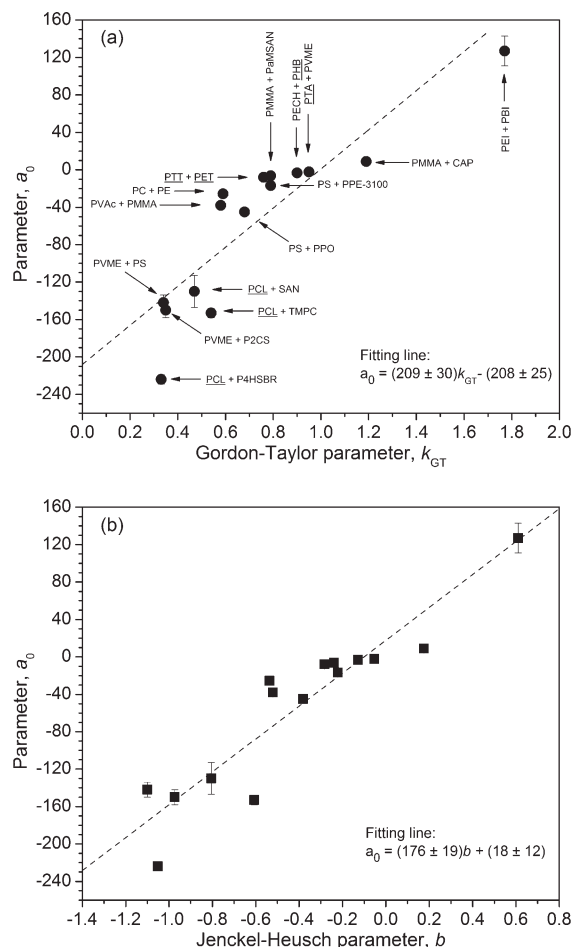 (a)
160
120
80
40
0
-40
-80
-120
-160
-200
-240
Parameter, a0
PMMA + PaMSAN
PECH + PHB
PTA + PVME
PEI + PBI
PTT + PET
PMMA + CAP
PC + PE
PS + PPE-3100
PVAc + PMMA
PS + PPO
PVME + PS
PCL + SAN
PCL + TMPC
PVME + P2CS
PCL + P4HSBR
Fitting line:
a0 = (209 ± 30)kGT- (208 ± 25)
0.0 0.2 0.4 0.6 0.8 1.0 1.2 1.4 1.6 1.8 2.0
Gordon-Taylor parameter, kGT
(b)
160
120
80
40
0
-40
-80
-120
-160
-200
-240
Parameter, a0
Fitting line:
a0 = (176 ± 19)b + (18 ± 12)
-1.4 -1.2 -1.0 -0.8 -0.6 -0.4 -0.2 0.0 0.2 0.4 0.6 0.8
Jenckel-Heusch parameter, b